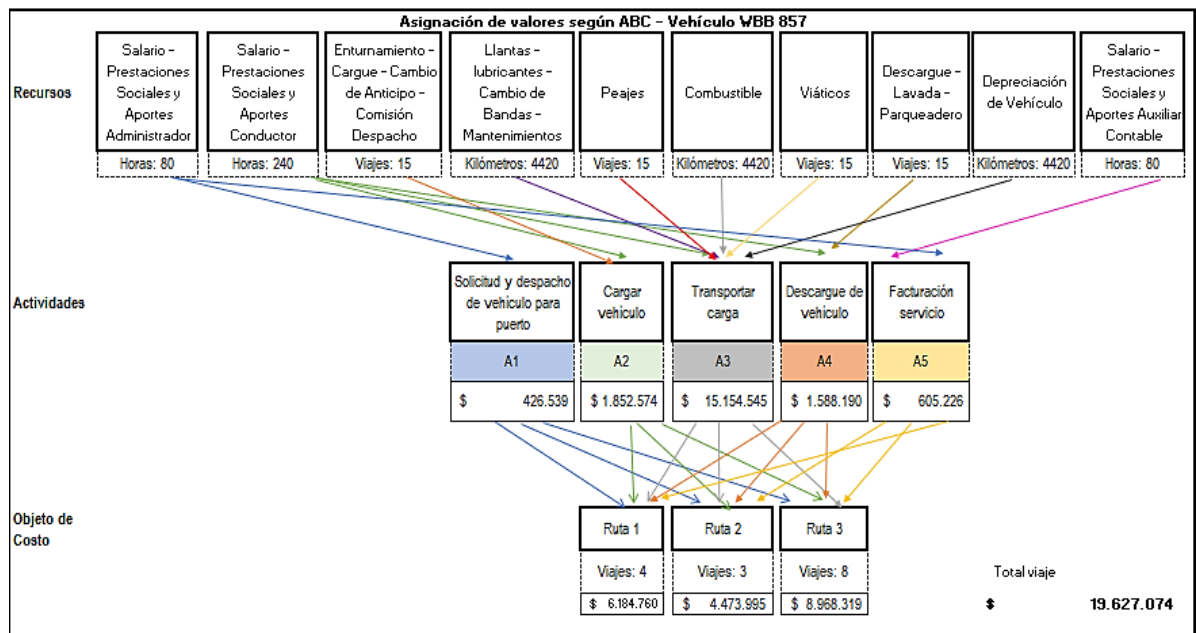 Asignación de valores según ABC - Vehículo WBB 857
Recursos
Salario -
Prestaciones
Sociales y
Aportes
Administrador
Horas: 80
Salario -
Prestaciones
Sociales y
Aportes
Conductor
Horas: 240
Enturnamiento -
Cargue - Cambio
de Anticipo -
Comisión
Despacho
Viajes: 15
Llantas -
lubricantes -
Cambio de
Bandas -
Mantenimientos
Kilómetros: 4420
Peajes
Viajes: 15
Combustible
Kilómetros: 4420
Viáticos
Viajes: 15
Descargue -
Lavada -
Parqueadero
Viajes: 15
Depreciación
de Vehículo
Kilómetros: 4420
Salario -
Prestaciones
Sociales y
Aportes Auxiliar
Contable
Horas: 80
Actividades
Solicitud y despacho
de vehículo para
puerto
A1
$ 426.539
Cargar
vehículo
A2
$ 1.852.574
Transportar
carga
A3
$ 15.154.545
Descargue de
vehículo
A4
$ 1.588.190
Facturación
servicio
A5
$ 605.226
Objeto de
Costo
Ruta 1
Viajes: 4
$ 6.184.760
Ruta 2
Viajes: 3
$ 4.473.995
Ruta 3
Viajes: 8
$ 8.968.319
Total viaje
$ 19.627.074